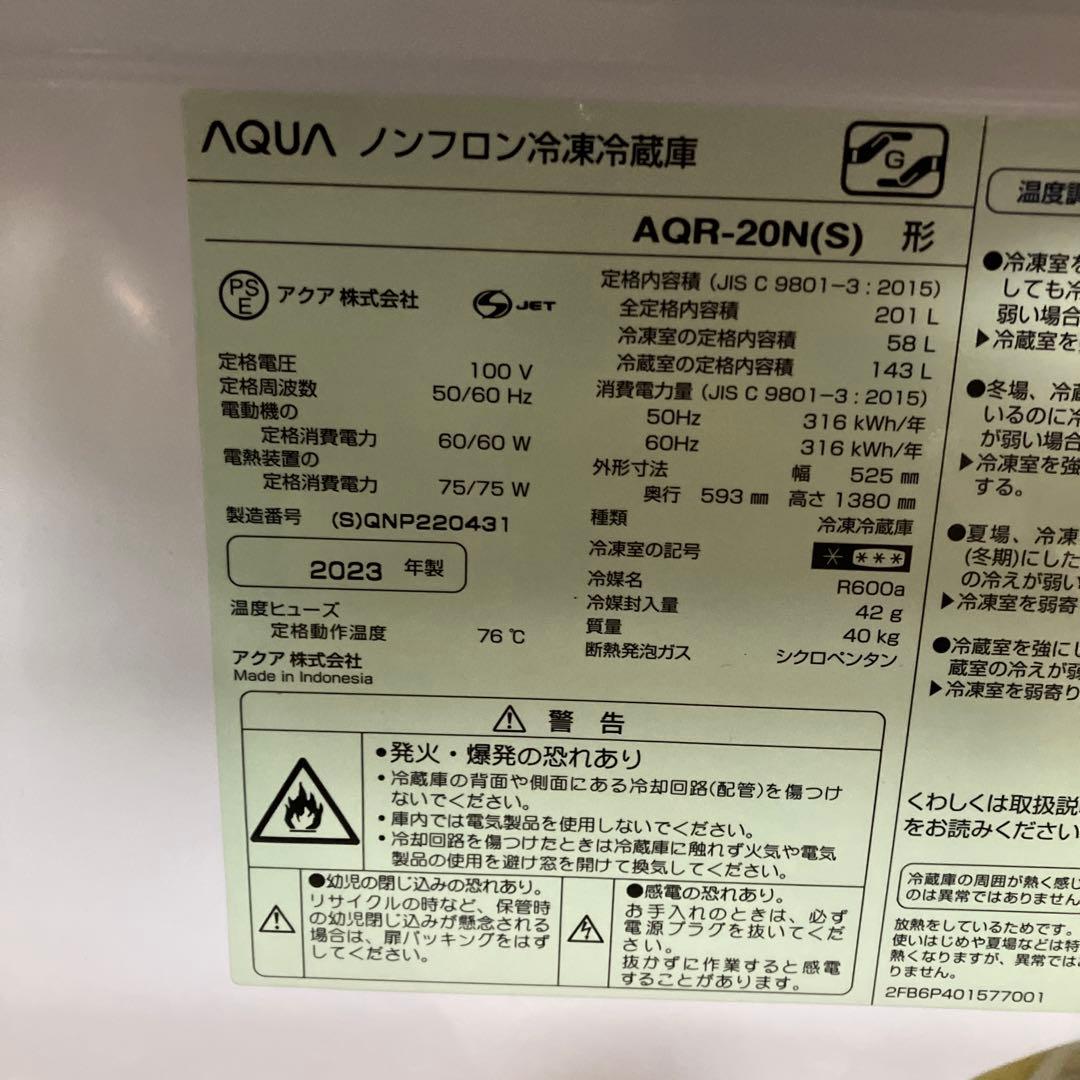 AQUA ノンフロン冷凍冷蔵庫
G
AQR-20N(S) 形
PS
E
アクア 株式会社
S JET
定格電圧 100 V
定格周波数 50/60 Hz
電動機の
定格消費電力 60/60 W
電熱装置の
定格消費電力 75/75 W
製造番号 (S)QNP220431
2023 年製
温度ヒューズ
定格動作温度 76 ℃
アクア 株式会社
Made in Indonesia
定格内容積 (JIS C 9801-3 : 2015)
全定格内容積 201 L
冷凍室の定格内容積 58 L
冷蔵室の定格内容積 143 L
消費電力量 (JIS C 9801-3 : 2015)
50Hz 316 kWh/年
60Hz 316 kWh/年
外形寸法 幅 525 ㎜
奥行 593 ㎜ 高さ 1380 ㎜
種類 冷凍冷蔵庫
冷凍室の記号 * ***
冷媒名 R600a
冷媒封入量 42 g
質量 40 kg
断熱発泡ガス シクロペンタン
⚠ 警 告
•発火・爆発の恐れあり
•冷蔵庫の背面や側面にある冷却回路(配管)を傷つけ
ないでください。
•庫内では電気製品を使用しないでください。
•冷却回路を傷つけたときは冷蔵庫に触れず火気や電気
製品の使用を避け窓を開けて換気してください。
●幼児の閉じ込みの恐れあり。
リサイクルの時など、保管時
の幼児閉じ込みが懸念される
場合は、扉パッキングをはず
してください。
●感電の恐れあり。
お手入れのときは、必ず
電源プラグを抜いてくだ
さい。
抜かずに作業すると感電
することがあります。
温度調
●冷凍室を
しても冷
弱い場合
▶冷蔵室を
●冬場、冷蔵
いるのに冷
が弱い場合
▶冷凍室を強
する。
●夏場、冷凍
(冬期)にした
の冷えが弱い
▶冷凍室を弱寄
●冷蔵室を強にし
蔵室の冷えが弱
▶冷凍室を弱寄り
くわしくは取扱説
をお読みください
冷蔵庫の周囲が熱く感じ
のは異常ではありません
放熱をしているためです。
使いはじめや夏場などは特
熱くなりますが、異常では
りません。
2FB6P401577001